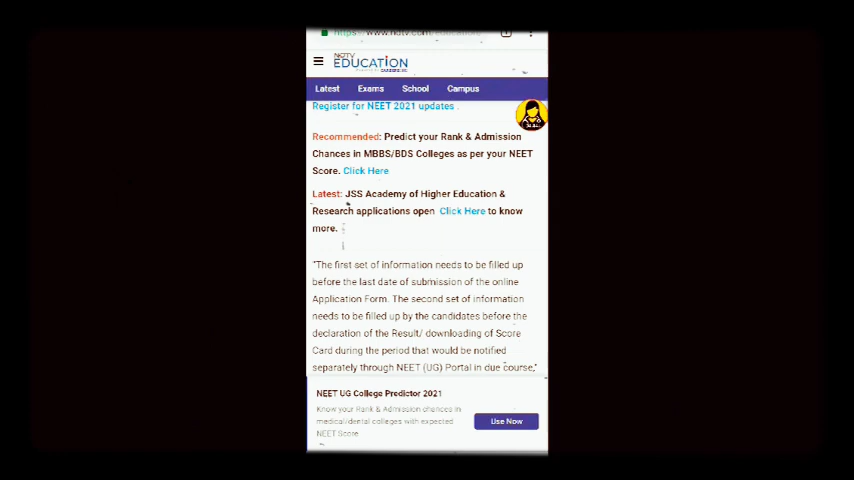 https://www.ndtv.com/education
NDTV
EDUCATION
Latest Exams School Campus
Register for NEET 2021 updates .
Recommended: Predict your Rank & Admission
Chances in MBBS/BDS Colleges as per your NEET
Score. Click Here
Latest: JSS Academy of Higher Education &
Research applications open Click Here to know
more.
“The first set of information needs to be filled up
before the last date of submission of the online
Application Form. The second set of information
needs to be filled up by the candidates before the
declaration of the Result/ downloading of Score
Card during the period that would be notified
separately through NEET (UG) Portal in due course,”
NEET UG College Predictor 2021
Know your Rank & Admission chances in
medical/dental colleges with expected
NEET Score
Use Now